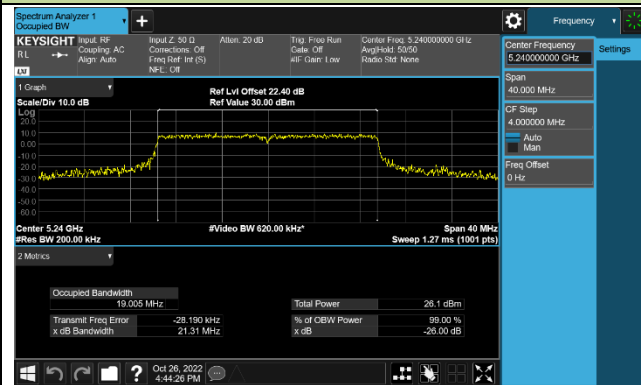 Spectrum Analyzer 1
Occupied BW
Frequency
KEYSIGHT Input: RF
RL
Coupling: AC
Align: Auto
LXI
Input Z: 50 Ω
Corrections: Off
Freq Ref: Int (S)
NFE: Off
Atten: 20 dB
Trig: Free Run
Gate: Off
#IF Gain: Low
Center Freq: 5.240000000 GHz
Avg|Hold: 50/50
Radio Std: None
Center Frequency
5.240000000 GHz
Settings
Span
40.000 MHz
CF Step
4.000000 MHz
Auto
Man
Freq Offset
0 Hz
1 Graph
Scale/Div 10.0 dB
Ref Lvl Offset 22.40 dB
Ref Value 30.00 dBm
Log
20.0
10.0
0.00
-10.0
-20.0
-30.0
-40.0
-50.0
-60.0
Center 5.24 GHz
#Res BW 200.00 kHz
#Video BW 620.00 kHz*
Span 40 MHz
Sweep 1.27 ms (1001 pts)
2 Metrics
Occupied Bandwidth
19.005 MHz
Transmit Freq Error -28.190 kHz
x dB Bandwidth 21.31 MHz
Total Power 26.1 dBm
% of OBW Power 99.00 %
x dB -26.00 dB
Oct 26, 2022
4:44:26 PM